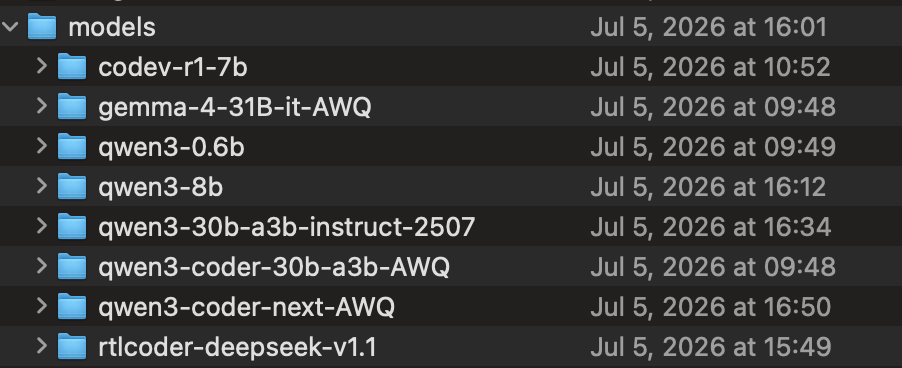 models Jul 5, 2026 at 16:01
codev-r1-7b Jul 5, 2026 at 10:52
gemma-4-31B-it-AWQ Jul 5, 2026 at 09:48
qwen3-0.6b Jul 5, 2026 at 09:49
qwen3-8b Jul 5, 2026 at 16:12
qwen3-30b-a3b-instruct-2507 Jul 5, 2026 at 16:34
qwen3-coder-30b-a3b-AWQ Jul 5, 2026 at 09:48
qwen3-coder-next-AWQ Jul 5, 2026 at 16:50
rtlcoder-deepseek-v1.1 Jul 5, 2026 at 15:49